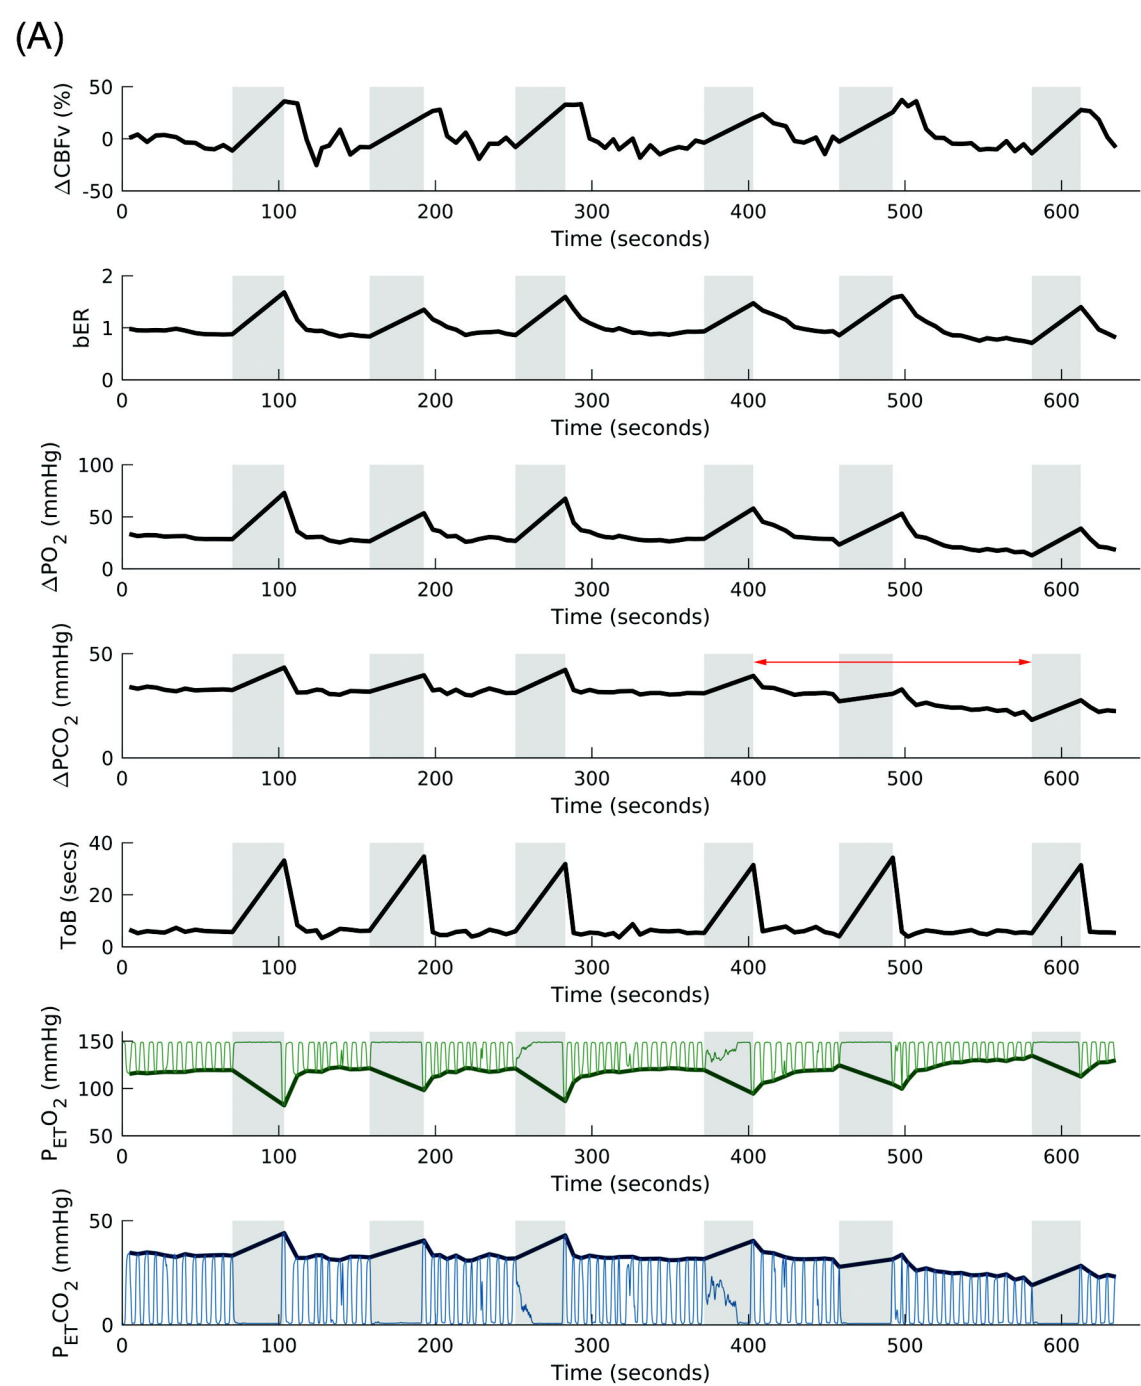 (A)
ΔCBFv (%)
50
0
-50
0 100 200 300 400 500 600
Time (seconds)
bER
2
1
0
0 100 200 300 400 500 600
Time (seconds)
ΔPO2 (mmHg)
100
50
0
0 100 200 300 400 500 600
Time (seconds)
ΔPCO2 (mmHg)
50
0
0 100 200 300 400 500 600
Time (seconds)
ToB (secs)
40
20
0
0 100 200 300 400 500 600
Time (seconds)
PETO2 (mmHg)
150
100
50
0 100 200 300 400 500 600
Time (seconds)
PETCO2 (mmHg)
50
0
0 100 200 300 400 500 600
Time (seconds)